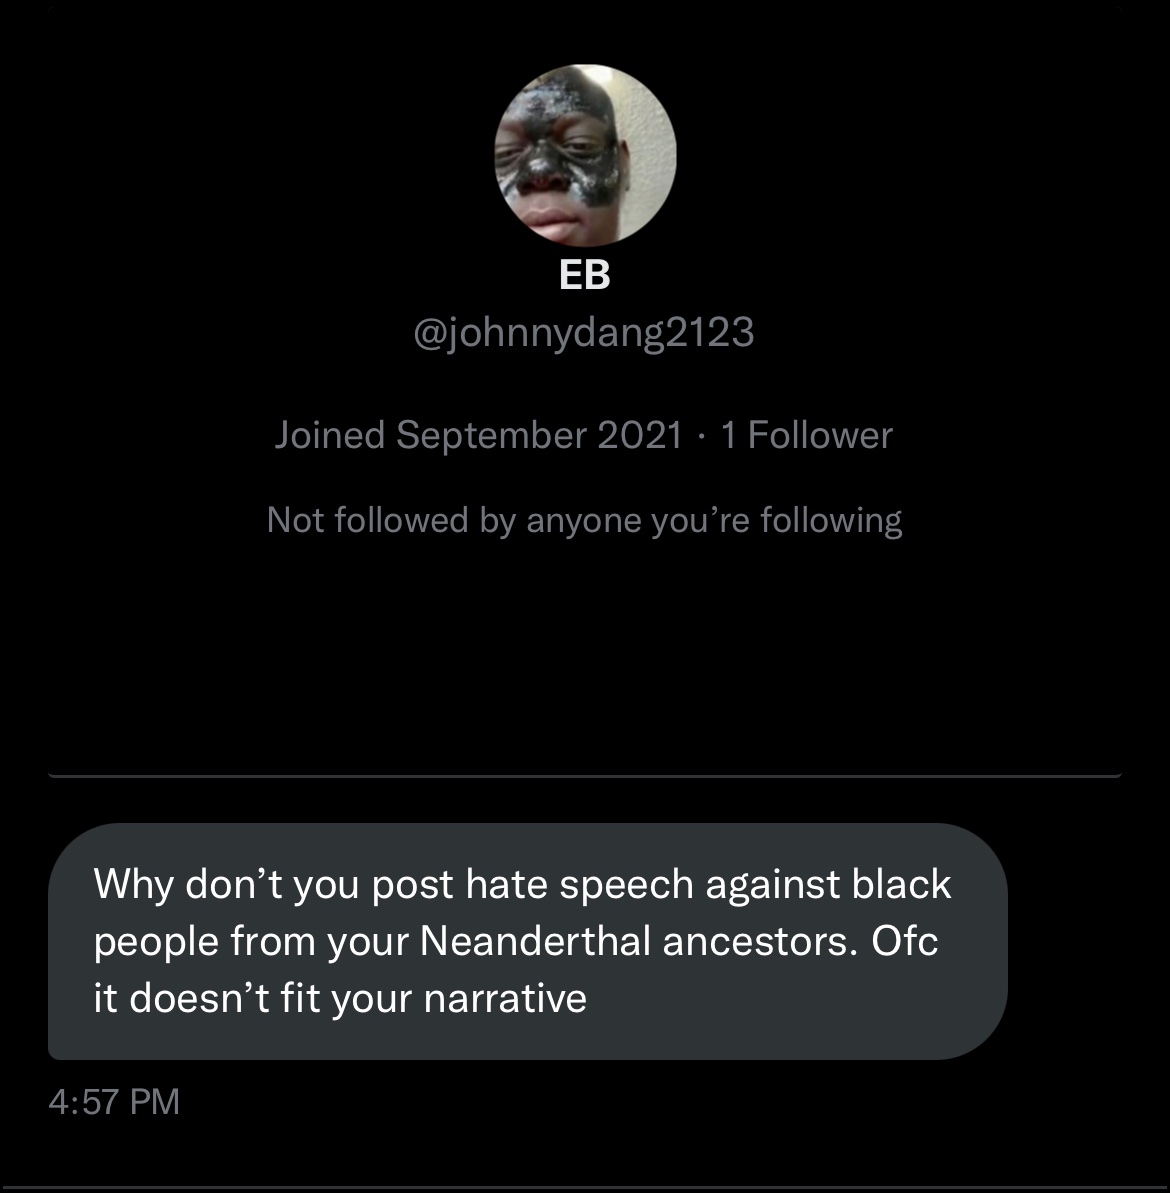 EB
@johnnydang2123
Joined September 2021 · 1 Follower
Not followed by anyone you’re following
Why don’t you post hate speech against black
people from your Neanderthal ancestors. Ofc
it doesn’t fit your narrative
4:57 PM